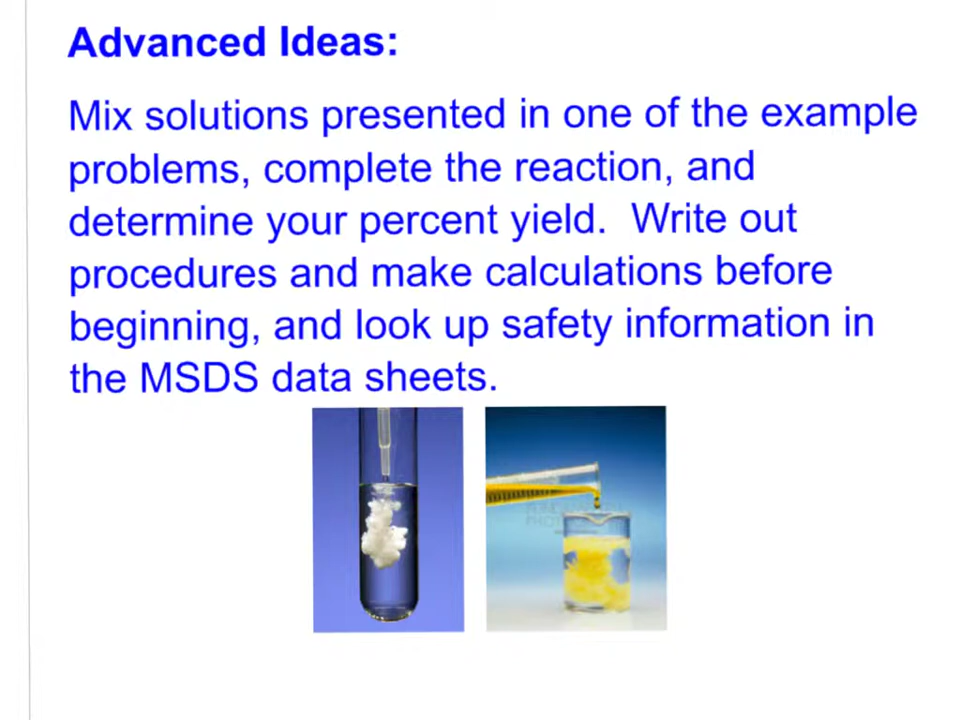 Advanced Ideas:
Mix solutions presented in one of the example
problems, complete the reaction, and
determine your percent yield.  Write out
procedures and make calculations before
beginning, and look up safety information in
the MSDS data sheets.